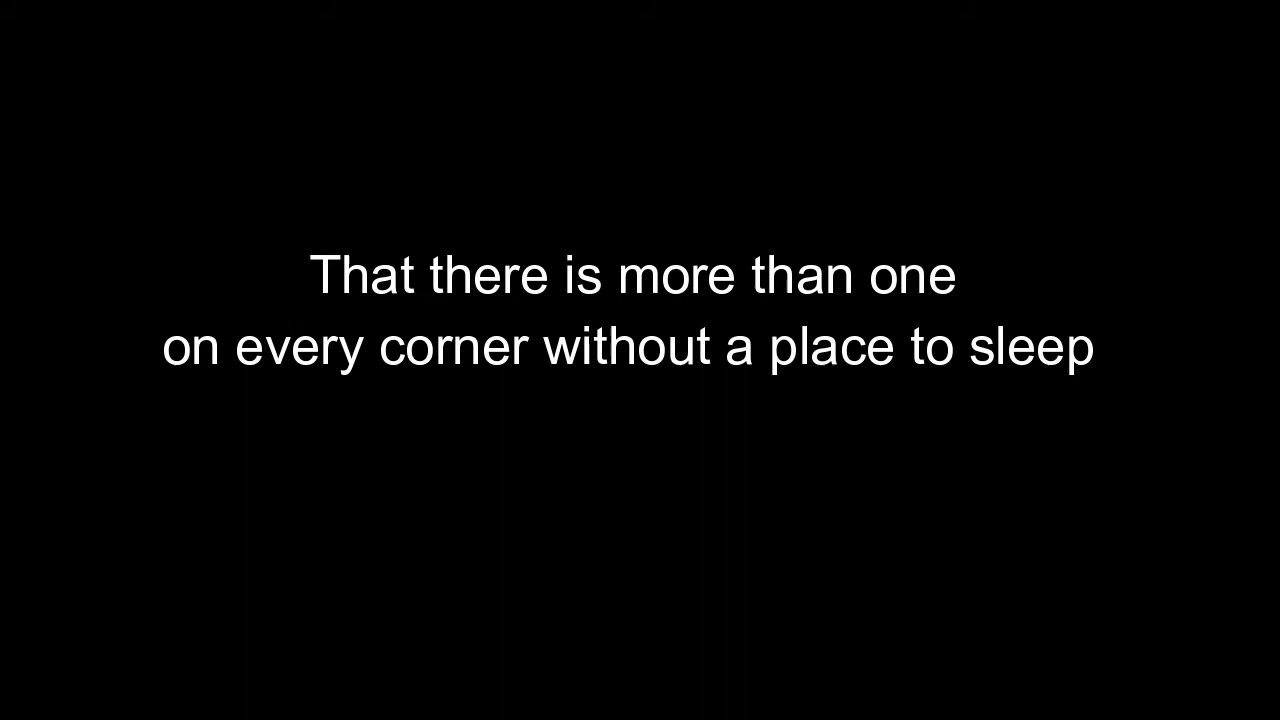 That there is more than one
on every corner without a place to sleep